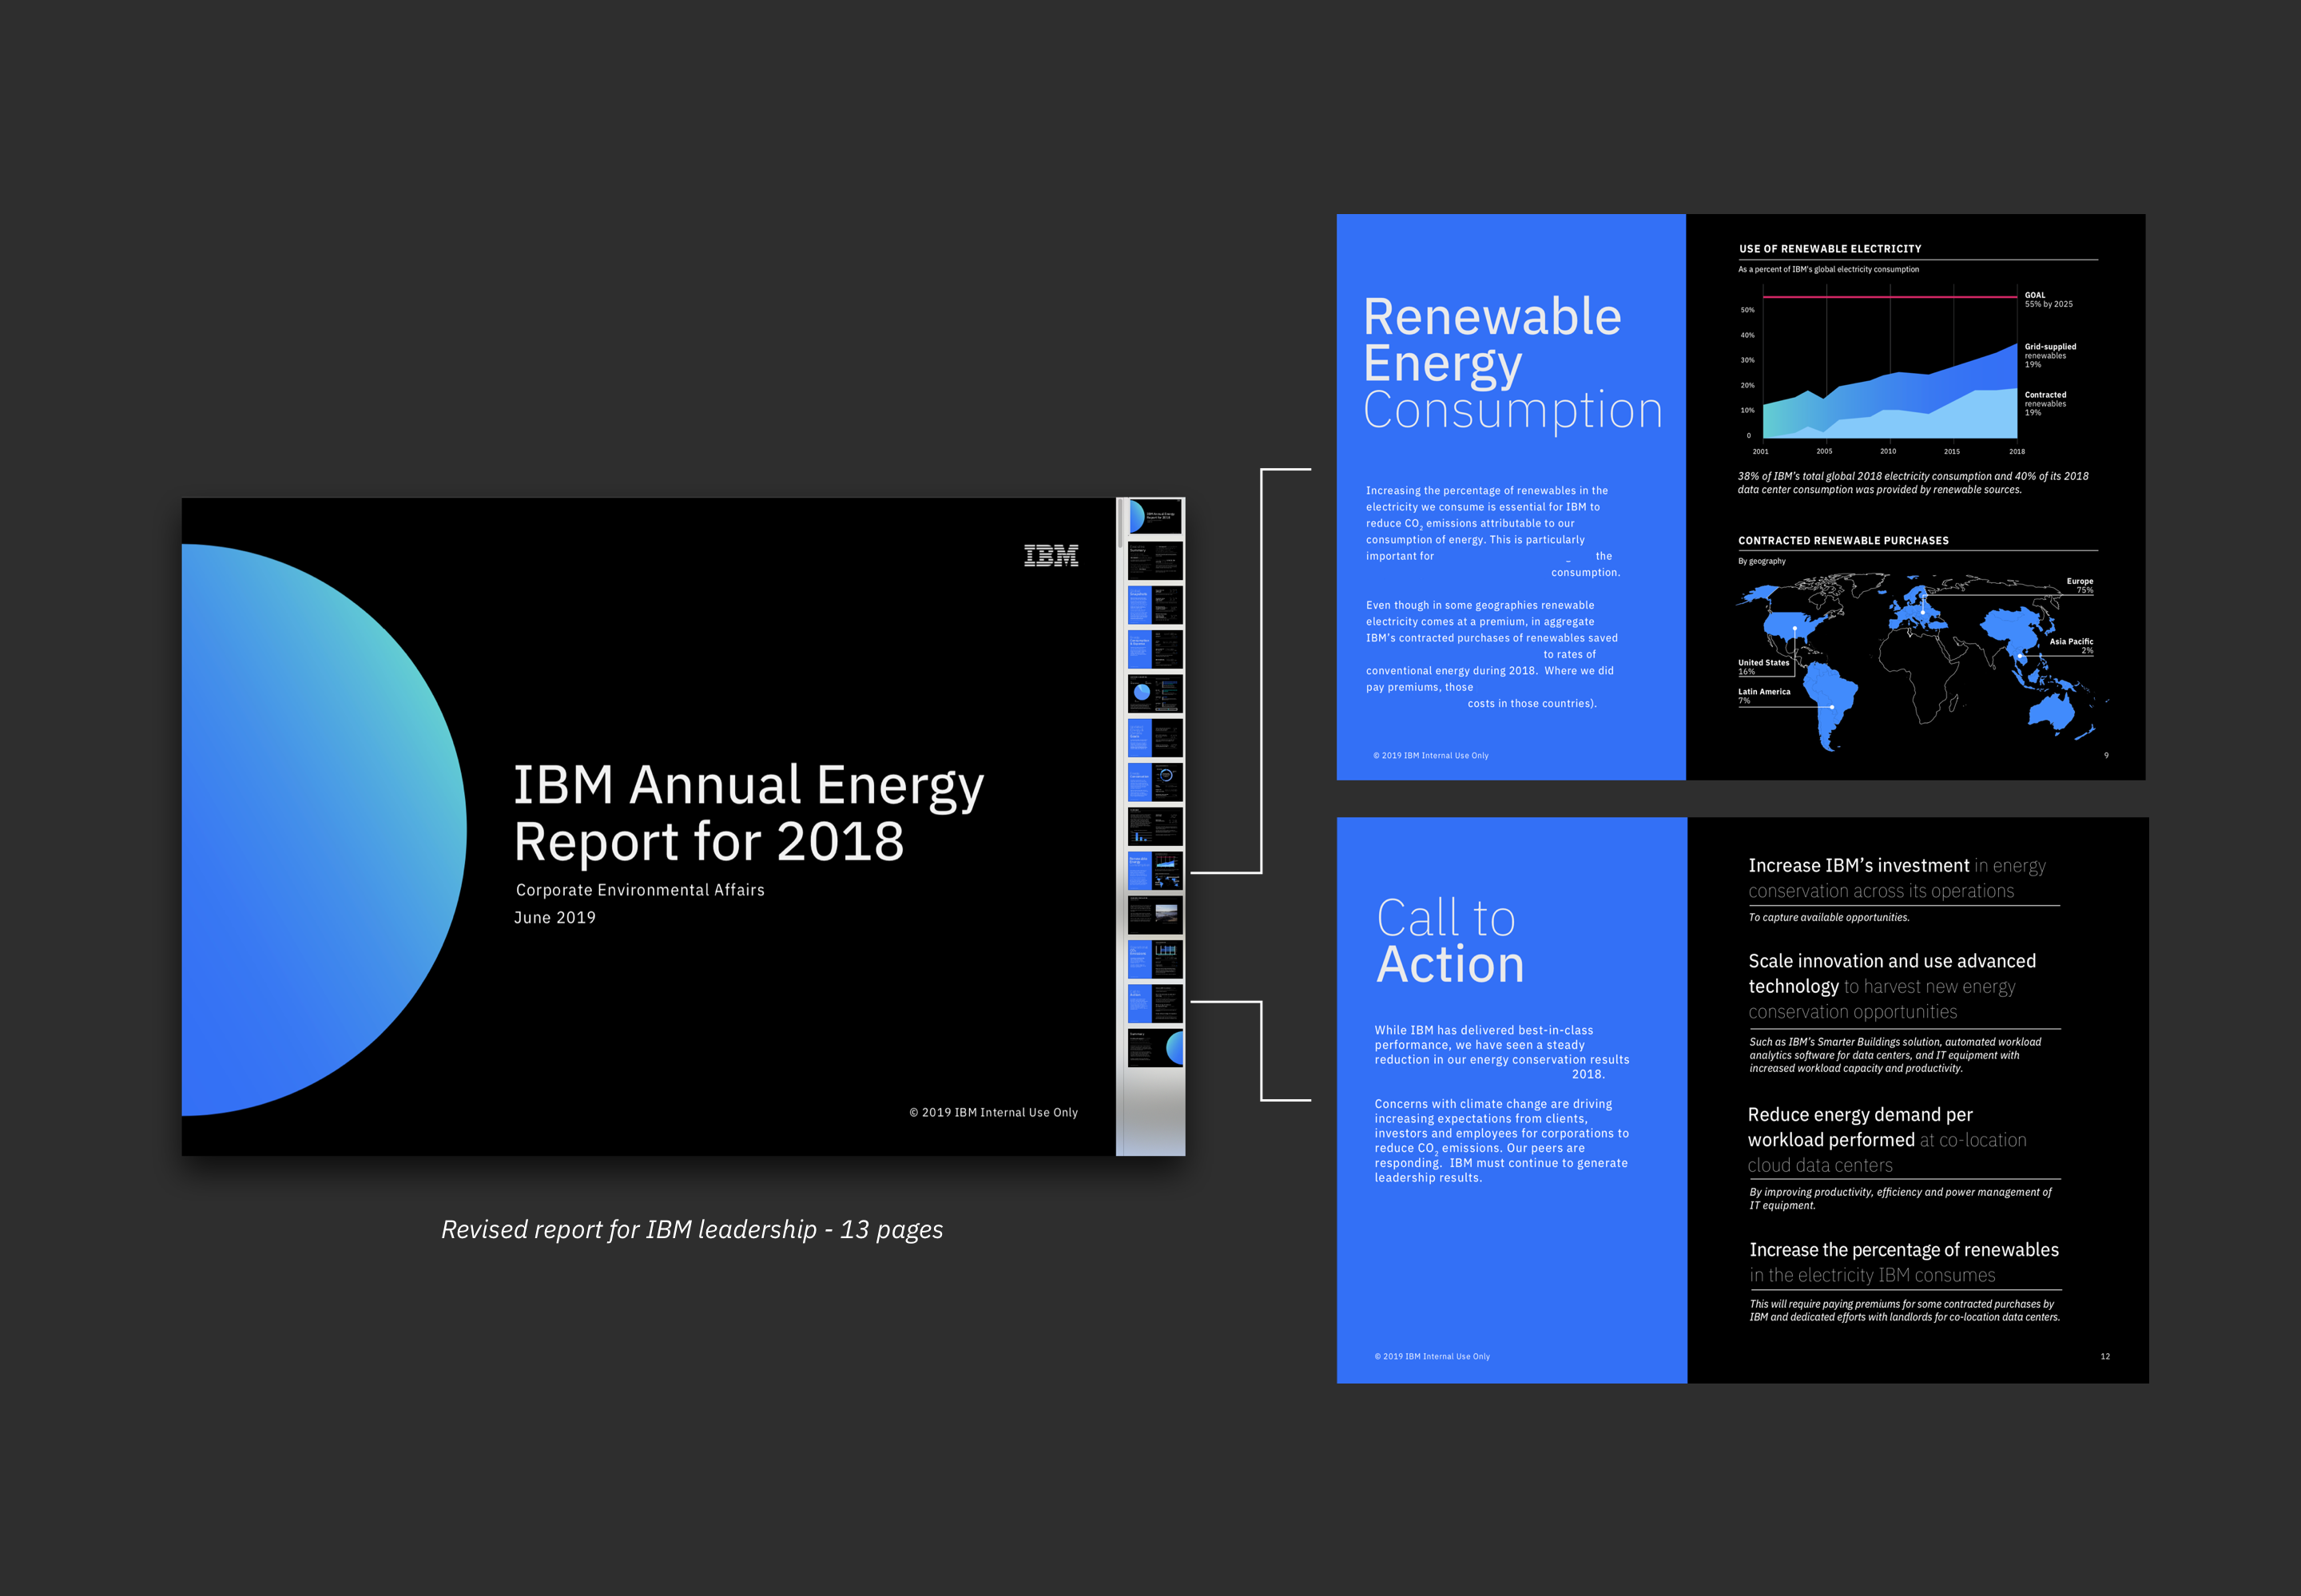 IBM
IBM Annual Energy
Report for 2018
Corporate Environmental Affairs
June 2019
© 2019 IBM Internal Use Only
Revised report for IBM leadership - 13 pages
Renewable
Energy
Consumption
Increasing the percentage of renewables in the
electricity we consume is essential for IBM to
reduce CO₂ emissions attributable to our
consumption of energy. This is particularly
important for _ the
consumption.
Even though in some geographies renewable
electricity comes at a premium, in aggregate
IBM's contracted purchases of renewables saved
to rates of
conventional energy during 2018. Where we did
pay premiums, those
costs in those countries).
© 2019 IBM Internal Use Only
USE OF RENEWABLE ELECTRICITY
As a percent of IBM's global electricity consumption
50%
40%
30%
20%
10%
0
2001 2005 2010 2015 2018
GOAL
55% by 2025
Grid-supplied
renewables
19%
Contracted
renewables
19%
38% of IBM's total global 2018 electricity consumption and 40% of its 2018
data center consumption was provided by renewable sources.
CONTRACTED RENEWABLE PURCHASES
By geography
Europe
75%
Asia Pacific
2%
United States
16%
Latin America
7%
9
Call to
Action
While IBM has delivered best-in-class
performance, we have seen a steady
reduction in our energy conservation results
2018.
Concerns with climate change are driving
increasing expectations from clients,
investors and employees for corporations to
reduce CO₂ emissions. Our peers are
responding. IBM must continue to generate
leadership results.
© 2019 IBM Internal Use Only
Increase IBM's investment in energy
conservation across its operations
To capture available opportunities.
Scale innovation and use advanced
technology to harvest new energy
conservation opportunities
Such as IBM's Smarter Buildings solution, automated workload
analytics software for data centers, and IT equipment with
increased workload capacity and productivity.
Reduce energy demand per
workload performed at co-location
cloud data centers
By improving productivity, efficiency and power management of
IT equipment.
Increase the percentage of renewables
in the electricity IBM consumes
This will require paying premiums for some contracted purchases by
IBM and dedicated efforts with landlords for co-location data centers.
12